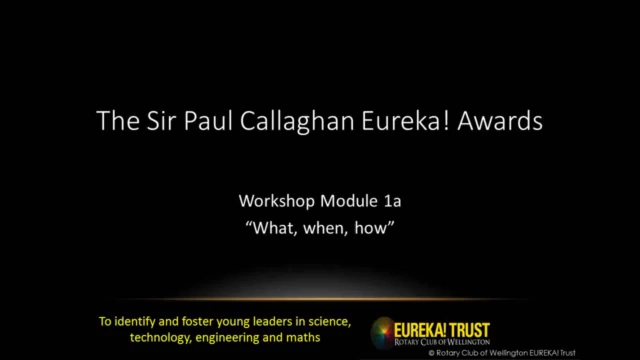 The Sir Paul Callaghan Eureka! Awards
Workshop Module 1a
“What, when, how”
To identify and foster young leaders in science,
technology, engineering and maths
EUREKA! TRUST
ROTARY CLUB OF WELLINGTON
© Rotary Club of Wellington EUREKA! Trust